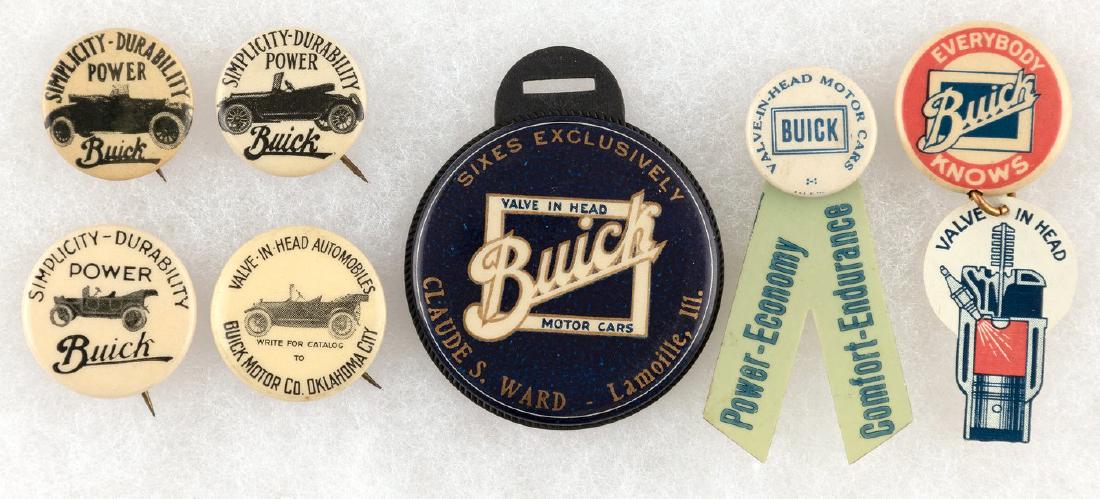 SIMPLICITY-DURABILITY
POWER
Buick
SIMPLICITY-DURABILITY
POWER
Buick
SIMPLICITY-DURABILITY
POWER
Buick
VALVE-IN-HEAD AUTOMOBILES
WRITE FOR CATALOG
TO
BUICK MOTOR CO. OKLAHOMA CITY
SIXES EXCLUSIVELY
VALVE IN HEAD
Buick
MOTOR CARS
CLAUDE S. WARD - Lamoille, Ill.
VALVE-IN-HEAD MOTOR CARS
BUICK
Power-Economy
Comfort-Endurance
EVERYBODY
Buick
KNOWS
VALVE IN HEAD